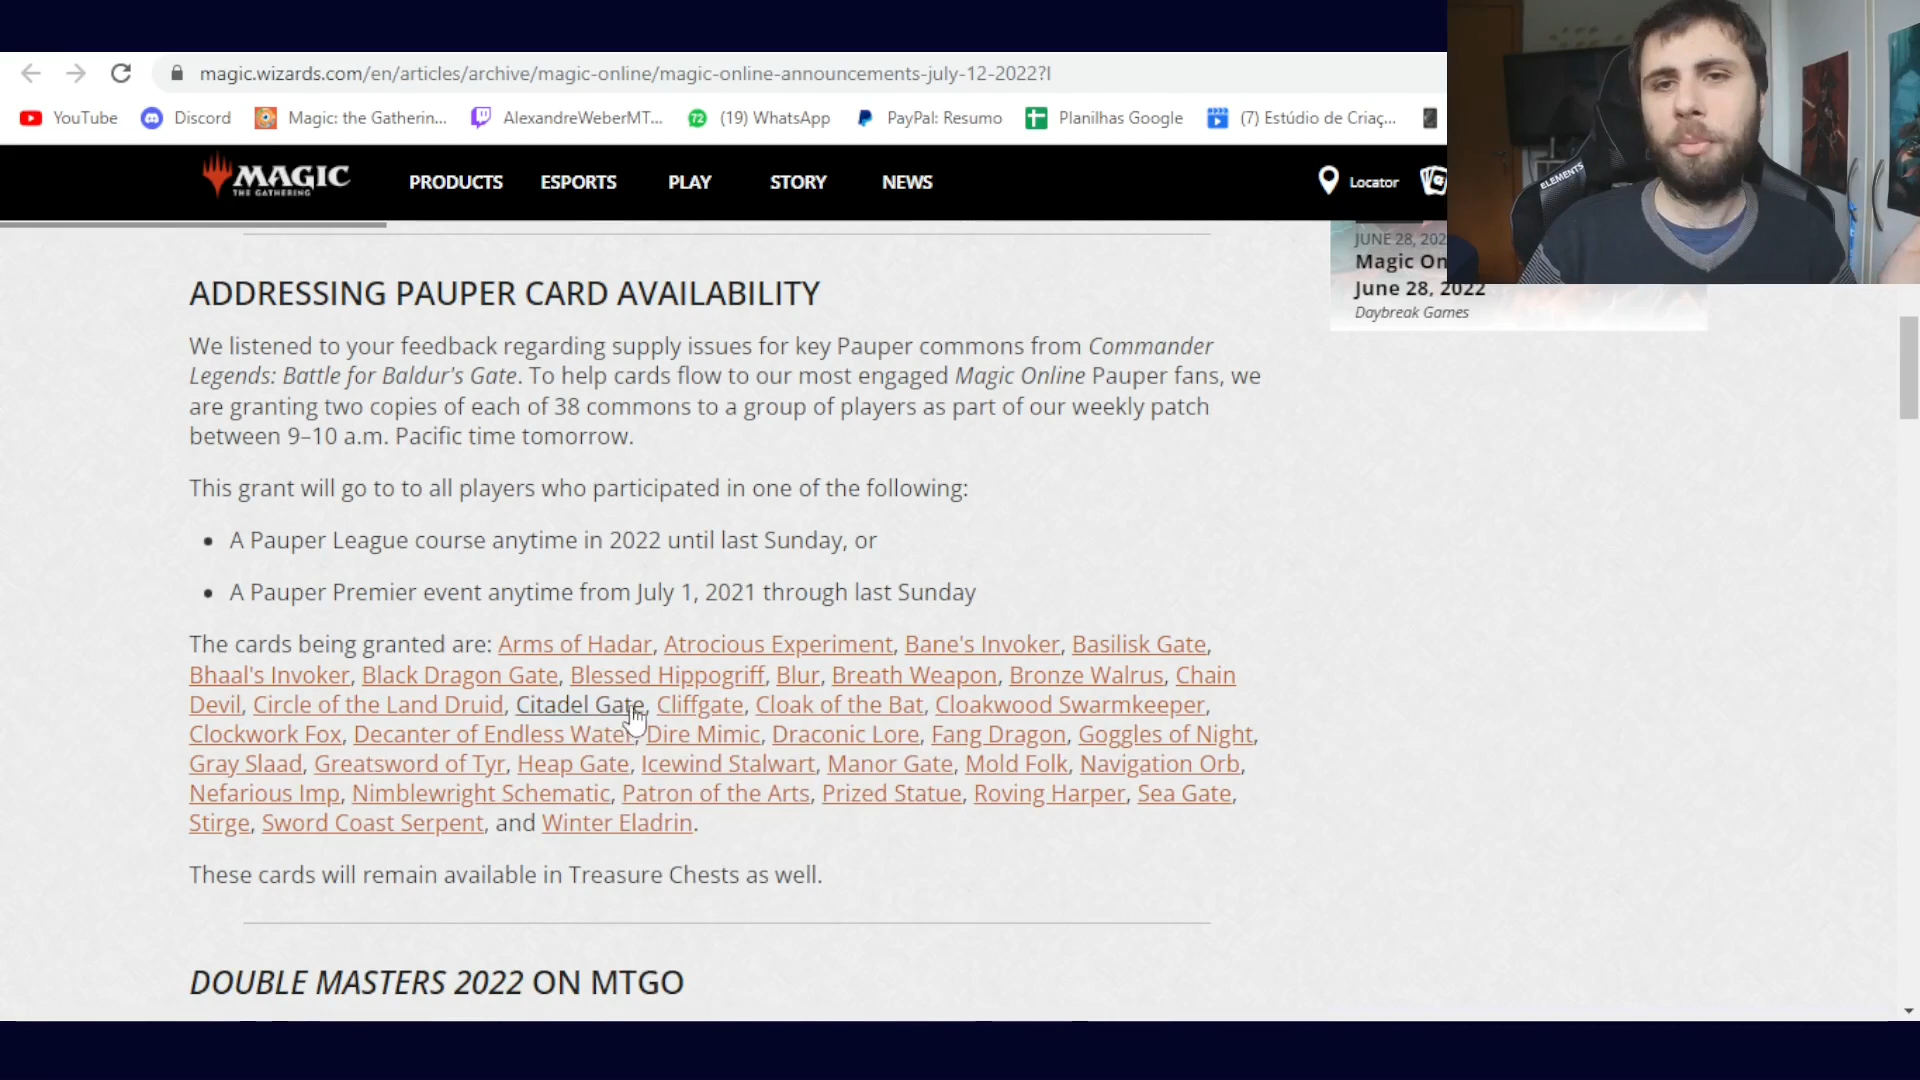 magic.wizards.com/en/articles/archive/magic-online/magic-online-announcements-july-12-2022?l
YouTube Discord Magic: the Gatherin... AlexandreWeberMT... 72 (19) WhatsApp PayPal: Resumo Planilhas Google (7) Estúdio de Criaç...
MAGIC THE GATHERING PRODUCTS ESPORTS PLAY STORY NEWS Locator
ELEMENTS
JUNE 28, 202
Magic On
June 28, 2022
Daybreak Games
ADDRESSING PAUPER CARD AVAILABILITY
We listened to your feedback regarding supply issues for key Pauper commons from Commander
Legends: Battle for Baldur's Gate. To help cards flow to our most engaged Magic Online Pauper fans, we
are granting two copies of each of 38 commons to a group of players as part of our weekly patch
between 9–10 a.m. Pacific time tomorrow.
This grant will go to to all players who participated in one of the following:
• A Pauper League course anytime in 2022 until last Sunday, or
• A Pauper Premier event anytime from July 1, 2021 through last Sunday
The cards being granted are: Arms of Hadar, Atrocious Experiment, Bane's Invoker, Basilisk Gate,
Bhaal's Invoker, Black Dragon Gate, Blessed Hippogriff, Blur, Breath Weapon, Bronze Walrus, Chain
Devil, Circle of the Land Druid, Citadel Gate, Cliffgate, Cloak of the Bat, Cloakwood Swarmkeeper,
Clockwork Fox, Decanter of Endless Water, Dire Mimic, Draconic Lore, Fang Dragon, Goggles of Night,
Gray Slaad, Greatsword of Tyr, Heap Gate, Icewind Stalwart, Manor Gate, Mold Folk, Navigation Orb,
Nefarious Imp, Nimblewright Schematic, Patron of the Arts, Prized Statue, Roving Harper, Sea Gate,
Stirge, Sword Coast Serpent, and Winter Eladrin.
These cards will remain available in Treasure Chests as well.
DOUBLE MASTERS 2022 ON MTGO